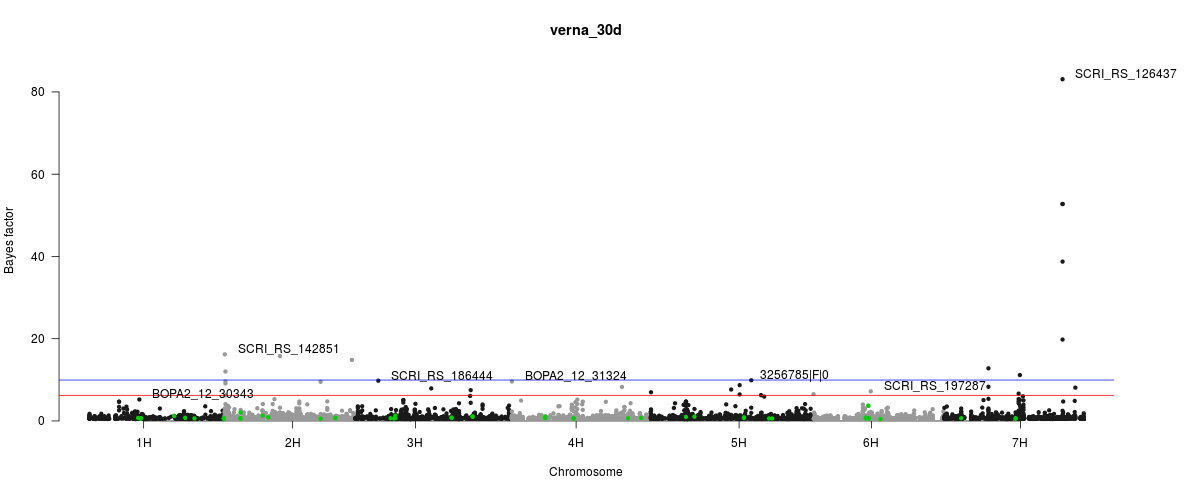 verna_30d
SCRI_RS_126437
80
60
Bayes factor
40
20
SCRI_RS_142851
SCRI_RS_186444
BOPA2_12_31324
3256785|F|0
SCRI_RS_197287
BOPA2_12_30343
0
1H 2H 3H 4H 5H 6H 7H
Chromosome